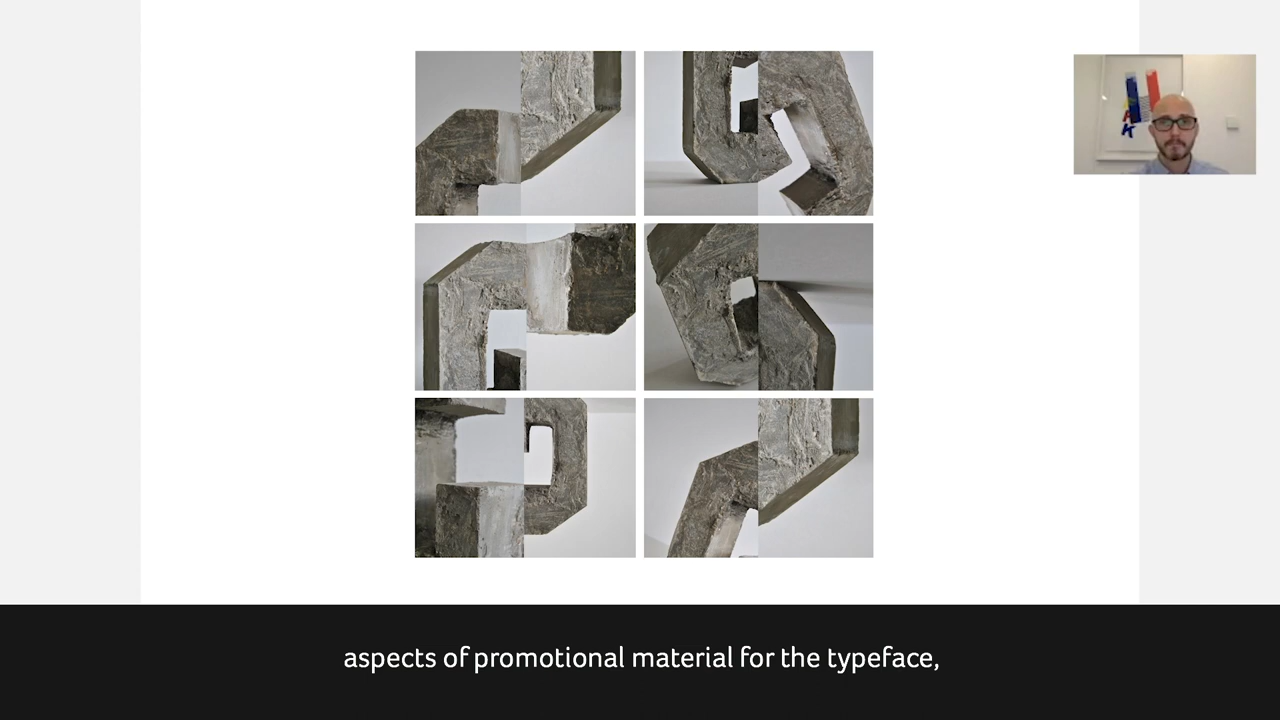 aspects of promotional material for the typeface,